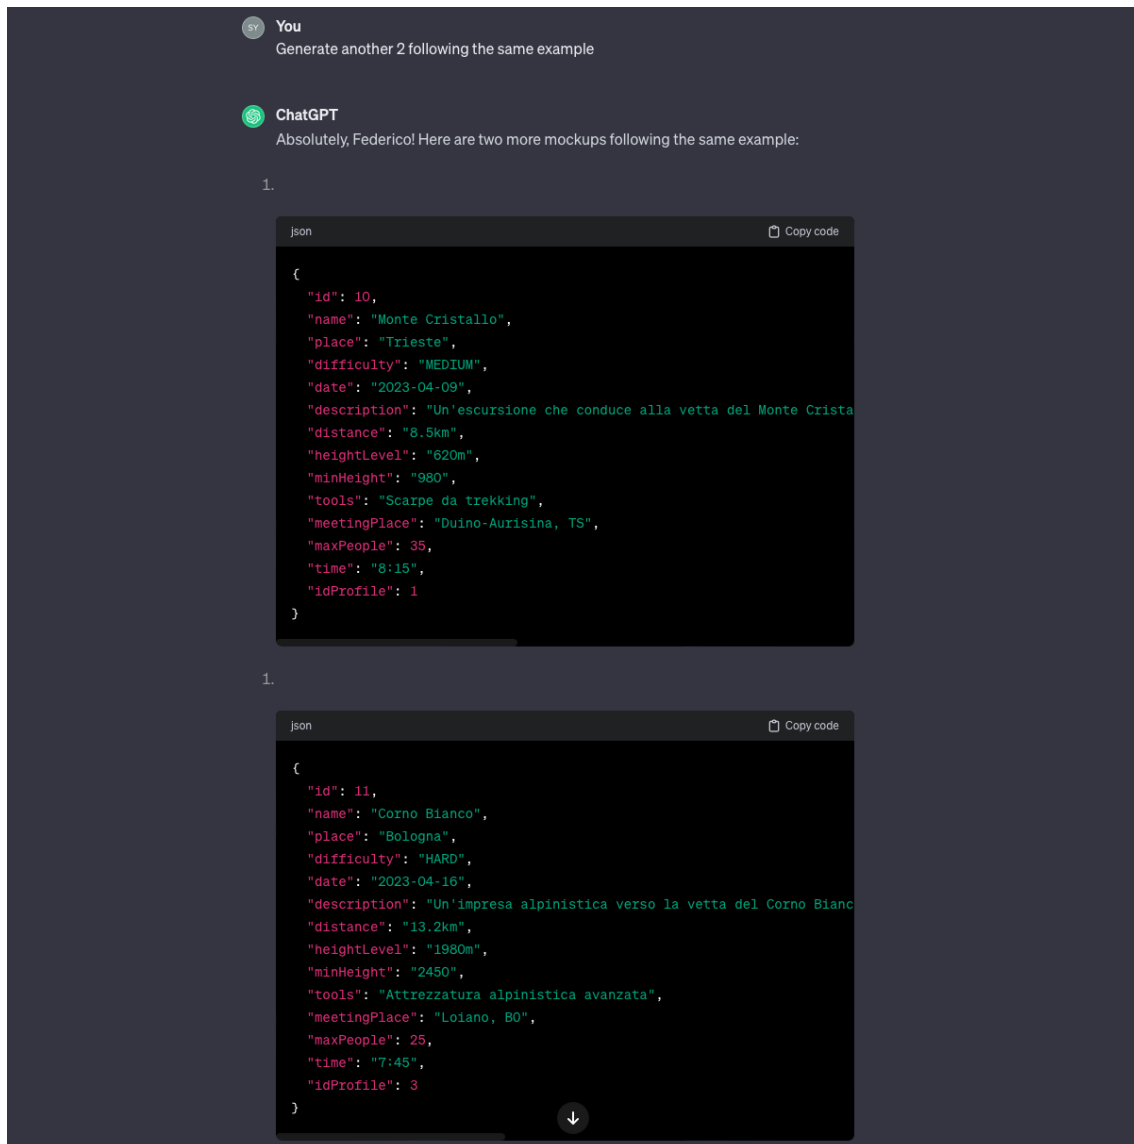 SY You
Generate another 2 following the same example
ChatGPT
Absolutely, Federico! Here are two more mockups following the same example:
1.
json Copy code
{
"id": 10,
"name": "Monte Cristallo",
"place": "Trieste",
"difficulty": "MEDIUM",
"date": "2023-04-09",
"description": "Un'escursione che conduce alla vetta del Monte Crista
"distance": "8.5km",
"heightLevel": "620m",
"minHeight": "980",
"tools": "Scarpe da trekking",
"meetingPlace": "Duino-Aurisina, TS",
"maxPeople": 35,
"time": "8:15",
"idProfile": 1
}
1.
json Copy code
{
"id": 11,
"name": "Corno Bianco",
"place": "Bologna",
"difficulty": "HARD",
"date": "2023-04-16",
"description": "Un'impresa alpinistica verso la vetta del Corno Bianc
"distance": "13.2km",
"heightLevel": "1980m",
"minHeight": "2450",
"tools": "Attrezzatura alpinistica avanzata",
"meetingPlace": "Loiano, BO",
"maxPeople": 25,
"time": "7:45",
"idProfile": 3
}